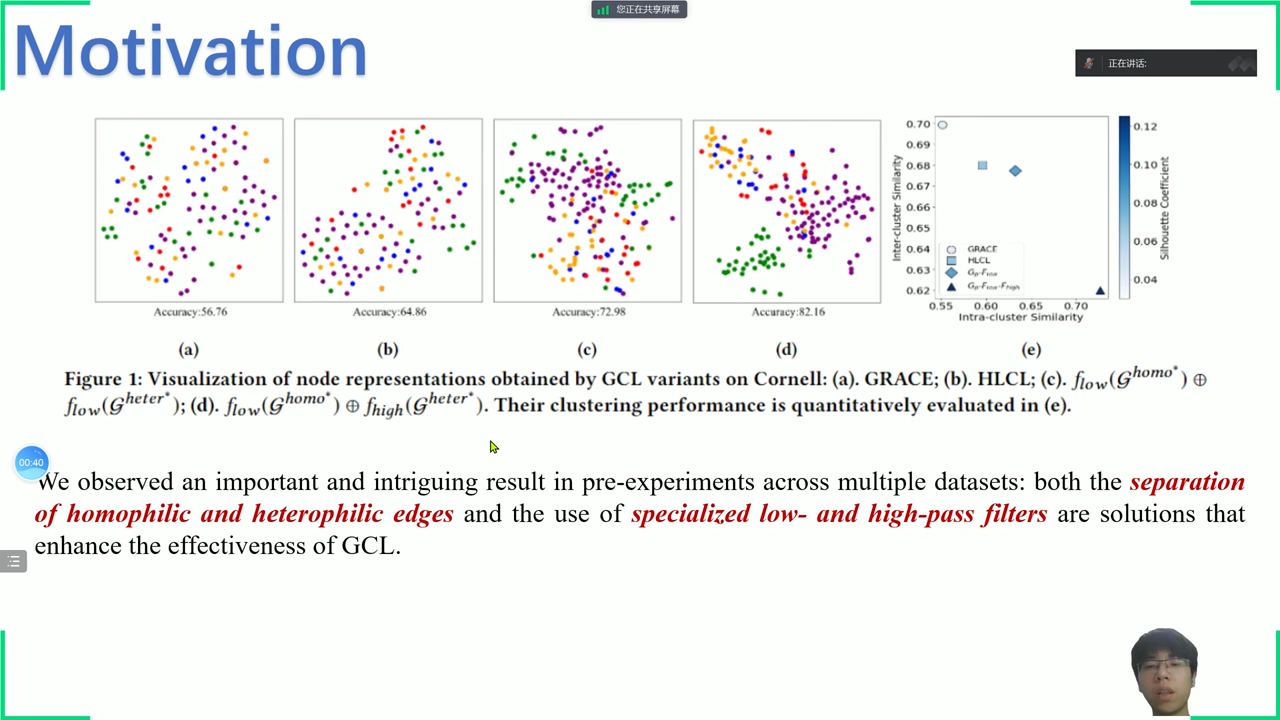 您正在共享屏幕
Motivation
正在讲话:
Accuracy:56.76
Accuracy:64.86
Accuracy:72.98
Accuracy:82.16
(a)
(b)
(c)
(d)
0.70
0.69
0.68
0.67
0.66
0.65
0.64
0.63
0.62
Inter-cluster Similarity
GRACE
HLCL
Gₚ-Fₗₒw
Gₚ-Fₗₒw-Fₕᵢgₕ
0.55
0.60
0.65
0.70
Intra-cluster Similarity
0.12
0.10
0.08
0.06
0.04
Silhouette Coefficient
(e)
Figure 1: Visualization of node representations obtained by GCL variants on Cornell: (a). GRACE; (b). HLCL; (c). f_low(G^homo*) ⊕
f_low(G^heter*); (d). f_low(G^homo*) ⊕ f_high(G^heter*). Their clustering performance is quantitatively evaluated in (e).
00:40
We observed an important and intriguing result in pre-experiments across multiple datasets: both the separation
of homophilic and heterophilic edges and the use of specialized low- and high-pass filters are solutions that
enhance the effectiveness of GCL.